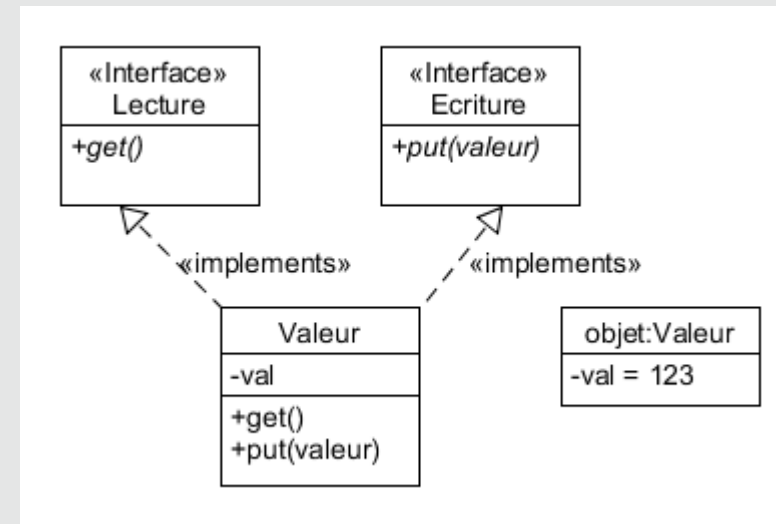 «Interface»
Lecture
+get()
«Interface»
Ecriture
+put(valeur)
«implements»
«implements»
Valeur
-val
+get()
+put(valeur)
objet:Valeur
-val = 123